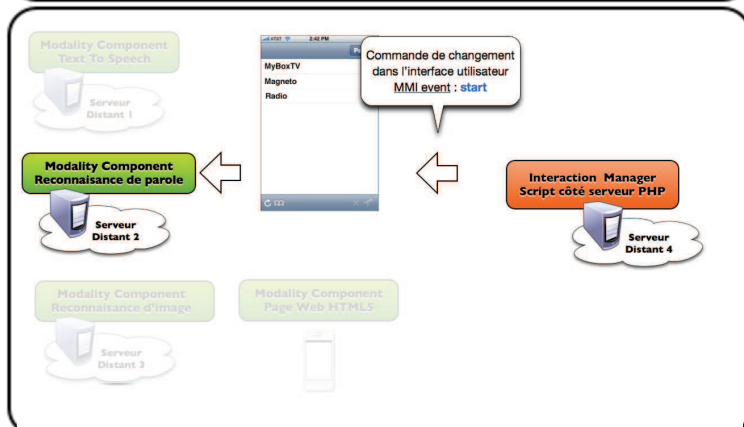 Modality Component
Text To Speech
Serveur
Distant 1
AT&T 2:42 PM
MyBoxTV
Magneto
Radio
Commande de changement
dans l'interface utilisateur
MMI event : start
Modality Component
Reconnaisance de parole
Serveur
Distant 2
Interaction Manager
Script côté serveur PHP
Serveur
Distant 4
Modality Component
Reconnaisance d'image
Serveur
Distant 3
Modality Component
Page Web HTML5